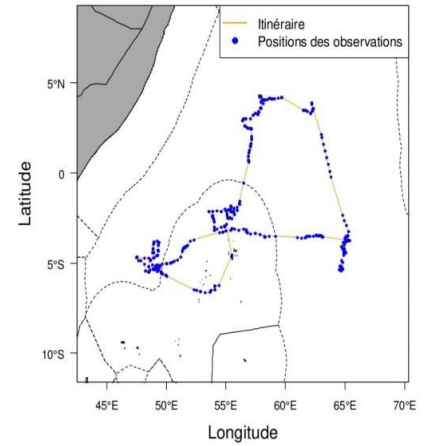 Itinéraire
Positions des observations
5°N
0
5°S
10°S
Latitude
45°E 50°E 55°E 60°E 65°E 70°E
Longitude